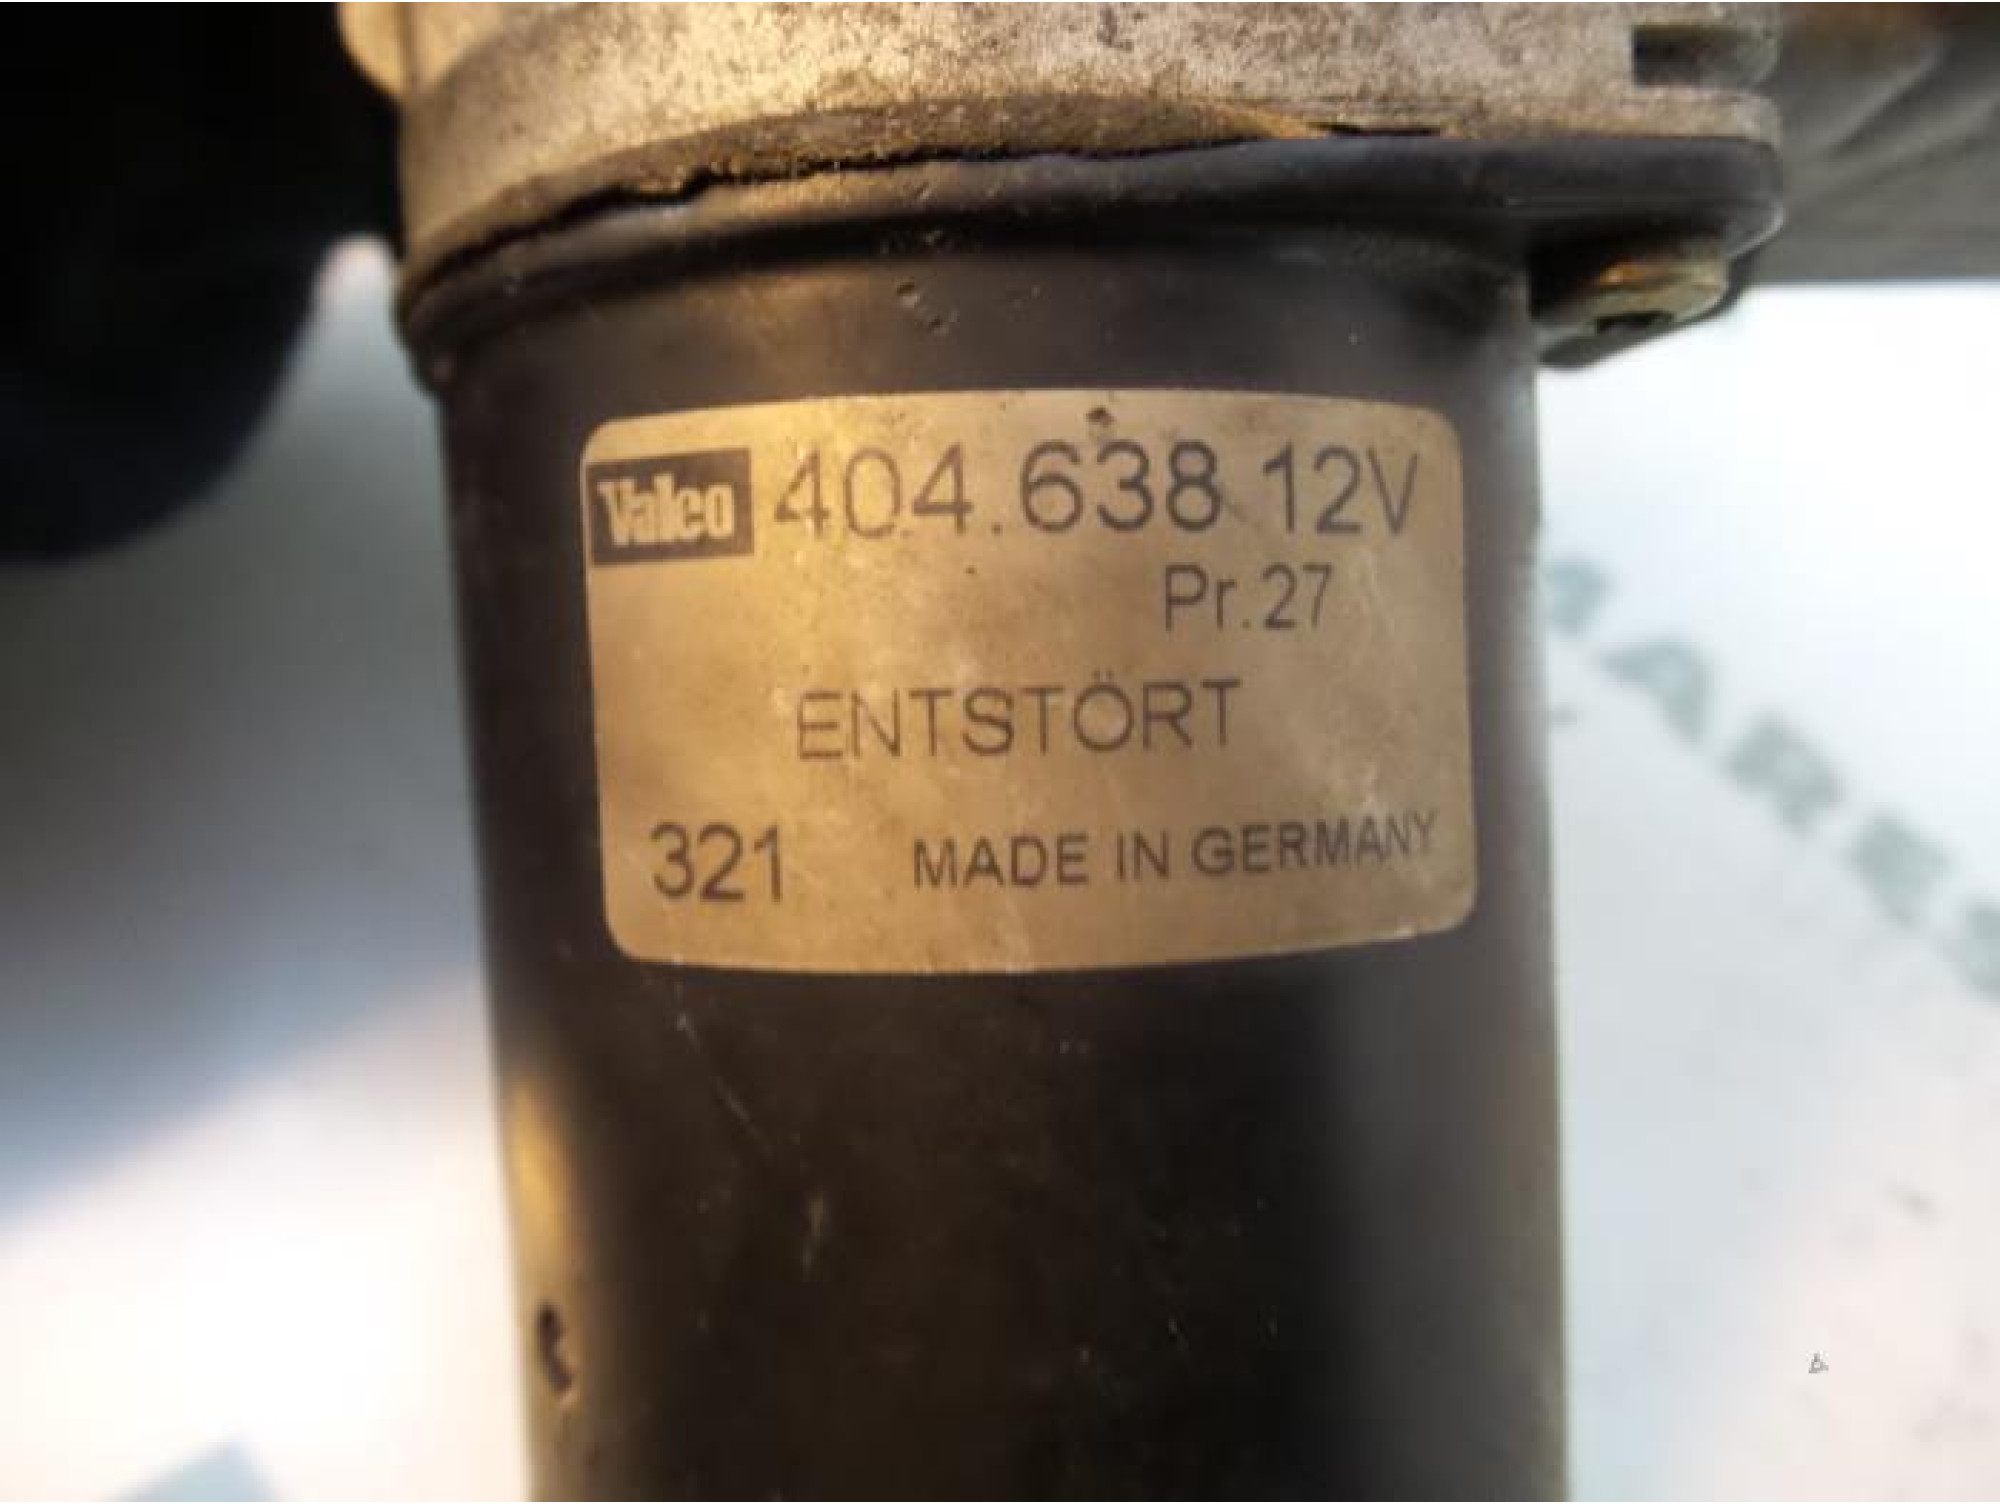 Valeo 404.638 12V
Pr.27
ENTSTÖRT
321 MADE IN GERMANY